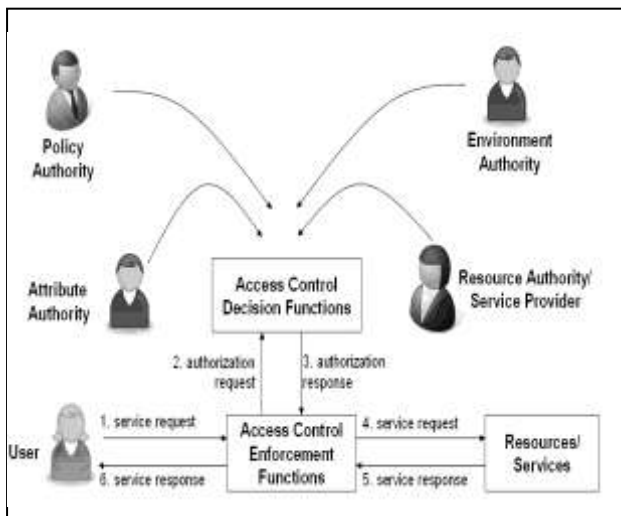 Policy
Authority
Environment
Authority
Attribute
Authority
Access Control
Decision Functions
Resource Authority/
Service Provider
2. authorization
request
3. authorization
response
User
1. service request
6. service response
Access Control
Enforcement
Functions
4. service request
5. service response
Resources/
Services